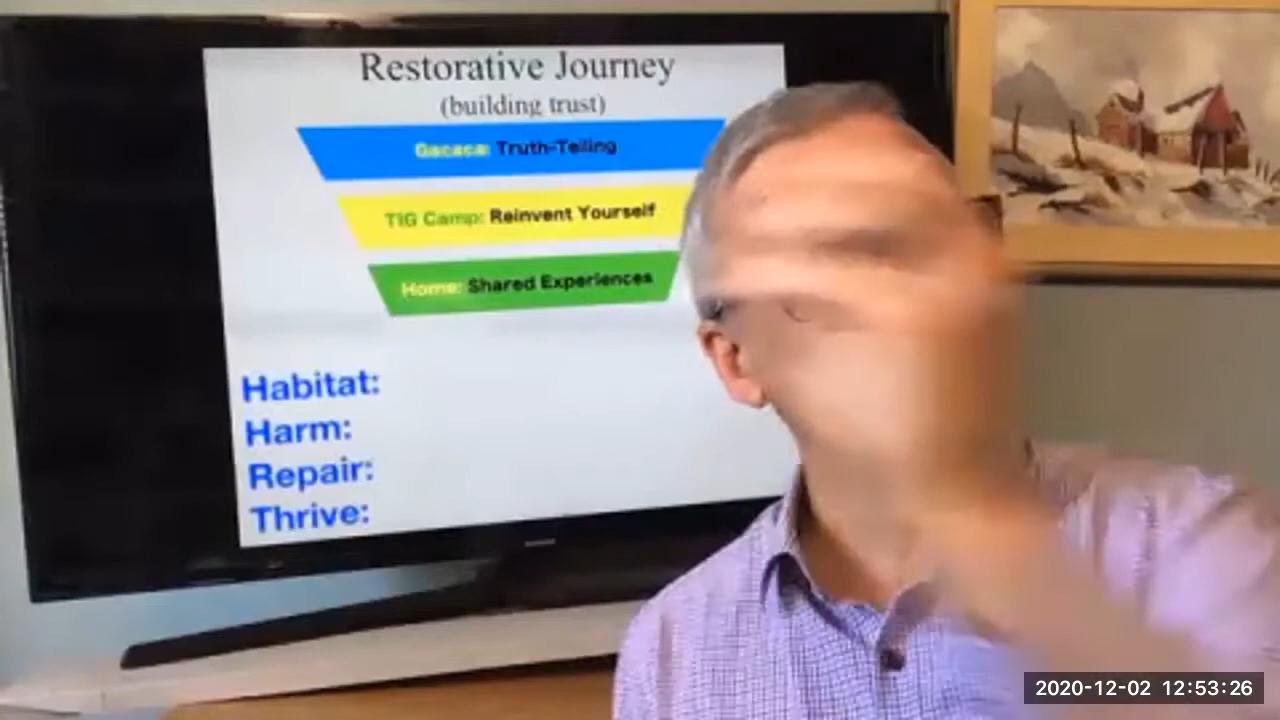 Restorative Journey
(building trust)
Gacaca: Truth-Telling
TIG Camp: Reinvent Yourself
Home: Shared Experiences
Habitat:
Harm:
Repair:
Thrive:
2020-12-02 12:53:26